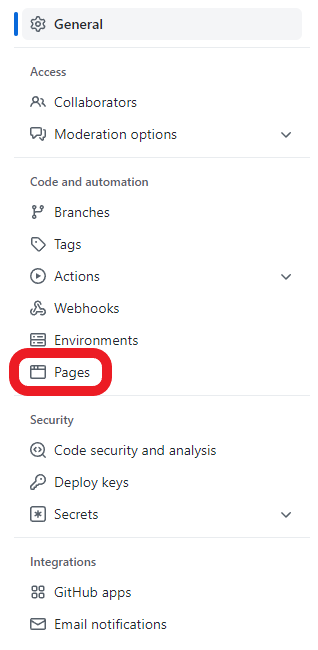 General
Access
Collaborators
Moderation options
Code and automation
Branches
Tags
Actions
Webhooks
Environments
Pages
Security
Code security and analysis
Deploy keys
Secrets
Integrations
GitHub apps
Email notifications